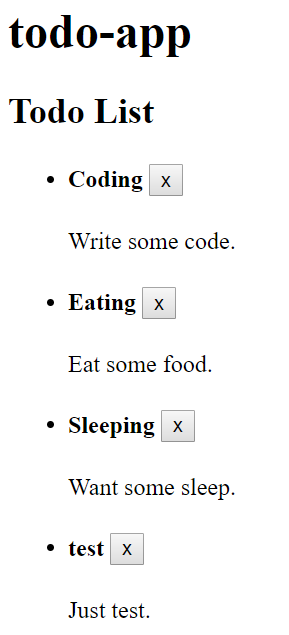 todo-app
Todo List
Coding x
Write some code.
Eating x
Eat some food.
Sleeping x
Want some sleep.
test x
Just test.